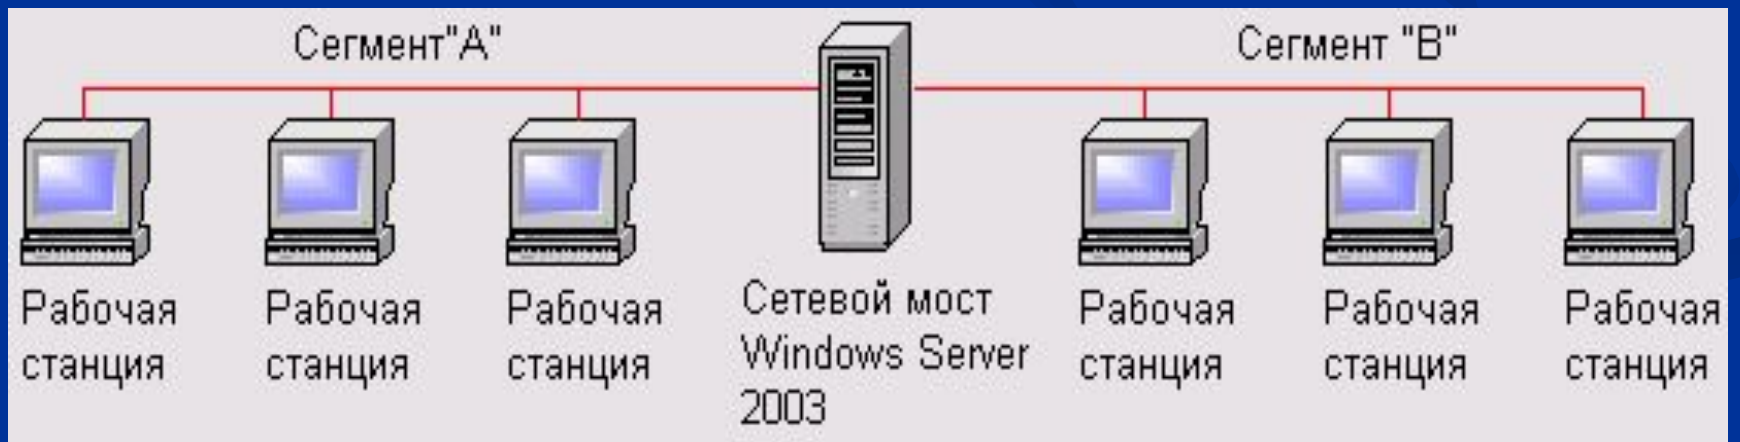 Сегмент"А"
Сегмент "В"
Рабочая
станция
Рабочая
станция
Рабочая
станция
Сетевой мост
Windows Server
2003
Рабочая
станция
Рабочая
станция
Рабочая
станция